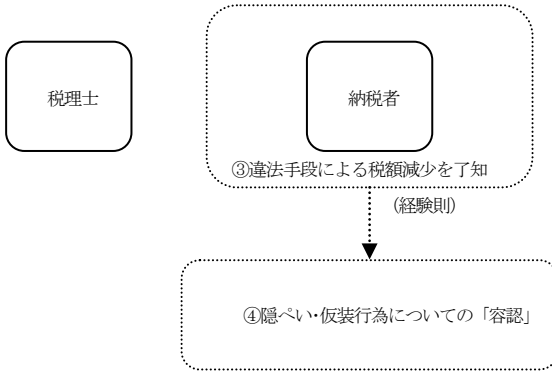 税理士
納税者
③違法手段による税額減少を了知
(経験則)
④隠ぺい・仮装行為についての「容認」